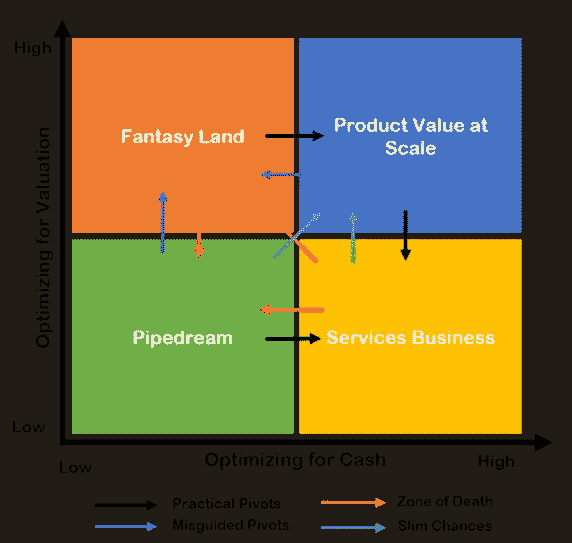 High
Fantasy Land
Product Value at
Scale
Optimizing for Valuation
Pipedream
Services Business
Low
Low
Optimizing for Cash
High
Practical Pivots
Zone of Death
Misguided Pivots
Slim Chances